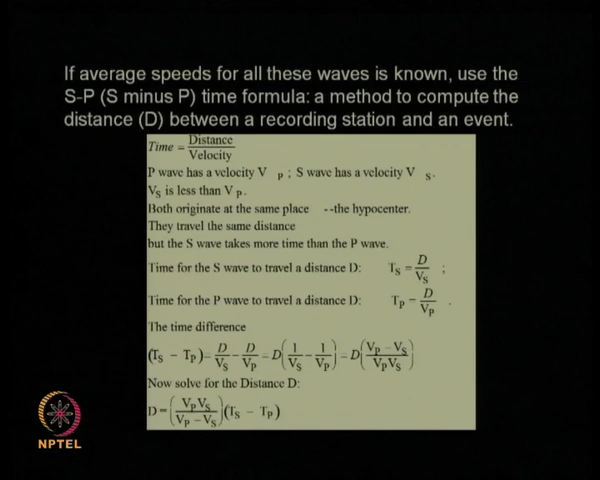 If average speeds for all these waves is known, use the
S-P (S minus P) time formula: a method to compute the
distance (D) between a recording station and an event.
Time = Distance / Velocity
P wave has a velocity V P ; S wave has a velocity V S.
VS is less than VP.
Both originate at the same place --the hypocenter.
They travel the same distance
but the S wave takes more time than the P wave.
Time for the S wave to travel a distance D: TS = D/VS ;
Time for the P wave to travel a distance D: TP = D/VP .
The time difference
(TS − TP) = D/VS − D/VP = D(1/VS − 1/VP) = D((VP − VS)/(VPVS))
Now solve for the Distance D:
D = (VPVS/(VP − VS))(TS − TP)
NPTEL